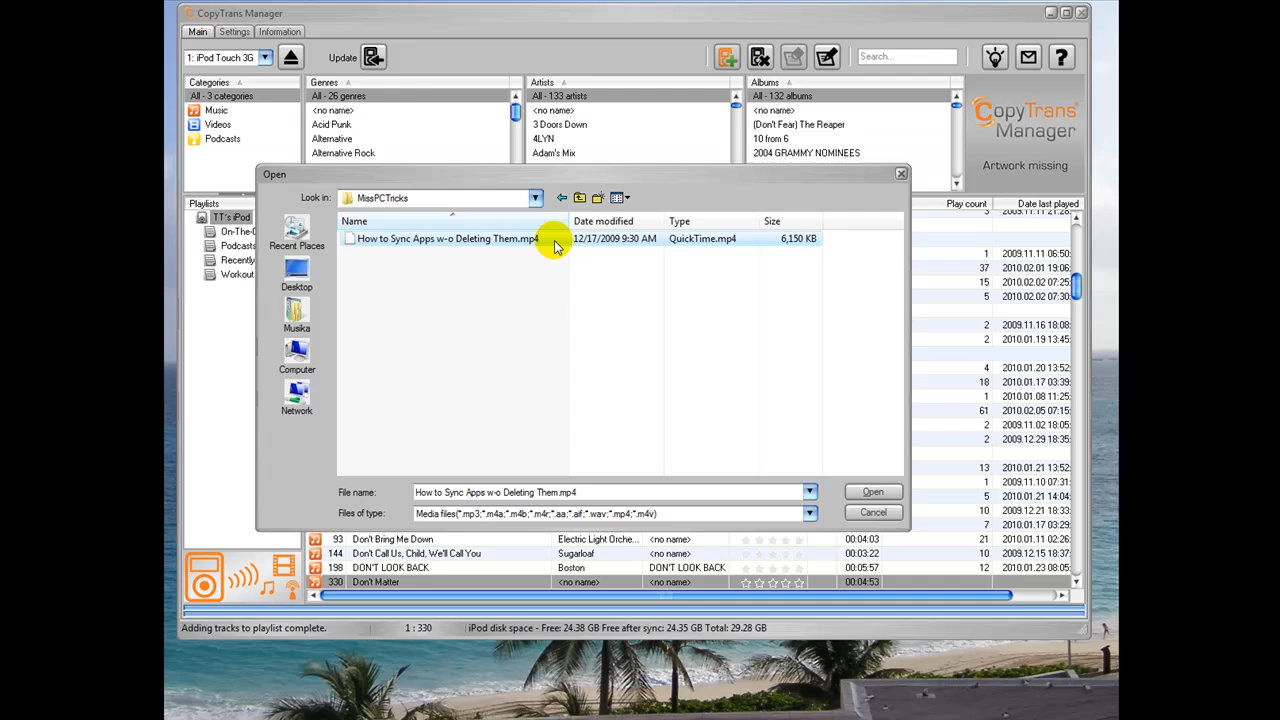 CopyTrans Manager
Main Settings Information
1: iPod Touch 3G Update Search... ?
Categories Genres Artists Albums
All - 3 categories All - 26 genres All - 133 artists All - 132 albums
Music <no name> <no name> <no name>
Videos Acid Punk 3 Doors Down (Don't Fear) The Reaper
Podcasts Alternative 4LYN 10 from 6
Alternative Rock Adam's Mix 2004 GRAMMY NOMINEES
CopyTrans
Manager
Artwork missing
Playlists
TT's iPod
On-The-
Podcasts
Recently
Workout
Open
Look in: MissPCTricks
Name Date modified Type Size
How to Sync Apps w-o Deleting Them.mp4 12/17/2009 9:30 AM QuickTime.mp4 6,150 KB
Recent Places
Desktop
Musika
Computer
Network
File name: How to Sync Apps w-o Deleting Them.mp4 Open
Files of type: Media files(*.mp3;*.m4a;*.m4b;*.m4r;*.aa;*.aif;*.wav;*.mp4;*.m4v) Cancel
Play count Date last played
3 2009.11.11 21:28:
1 2009.11.11 06:50:
37 2010.02.01 19:06:
15 2010.02.02 07:25:
5 2010.02.02 07:30:
2 2009.11.16 18:08:
2 2010.01.19 13:45:
4 2010.01.20 13:52:
18 2010.01.17 03:39:
1 2010.01.08 11:25:
61 2010.02.05 07:15:
2 2009.11.02 18:05:
2 2009.12.29 18:35:
13 2010.01.21 13:52:
1 2009.11.10 07:31:
5 2010.01.21 14:04:
10 2009.12.15 18:39:
7 2010.01.17 03:25:
93 Don't Bring Me Down Electric Light Orche... <no name> 00:04:03 21 2010.01.11 02:26:
144 Don't Call Us, Child, We'll Call You Sugarloaf <no name> 00:03:22 10 2009.12.15 18:39:
198 DON'T LOOK BACK Boston DON'T LOOK BACK 00:05:57 12 2010.01.23 08:05:
330 Don't Matter <no name> <no name> 00:04:53
Adding tracks to playlist complete. 1 : 330 iPod disk space - Free: 24.38 GB Free after sync: 24.35 GB Total: 29.28 GB